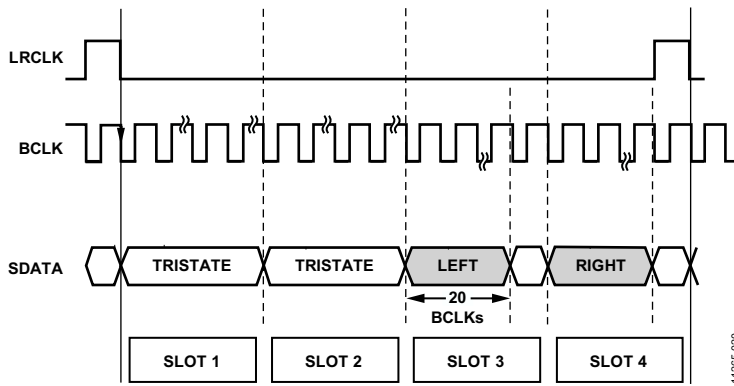 LRCLK
BCLK
SDATA
TRISTATE
TRISTATE
LEFT
RIGHT
20
BCLKs
SLOT 1
SLOT 2
SLOT 3
SLOT 4